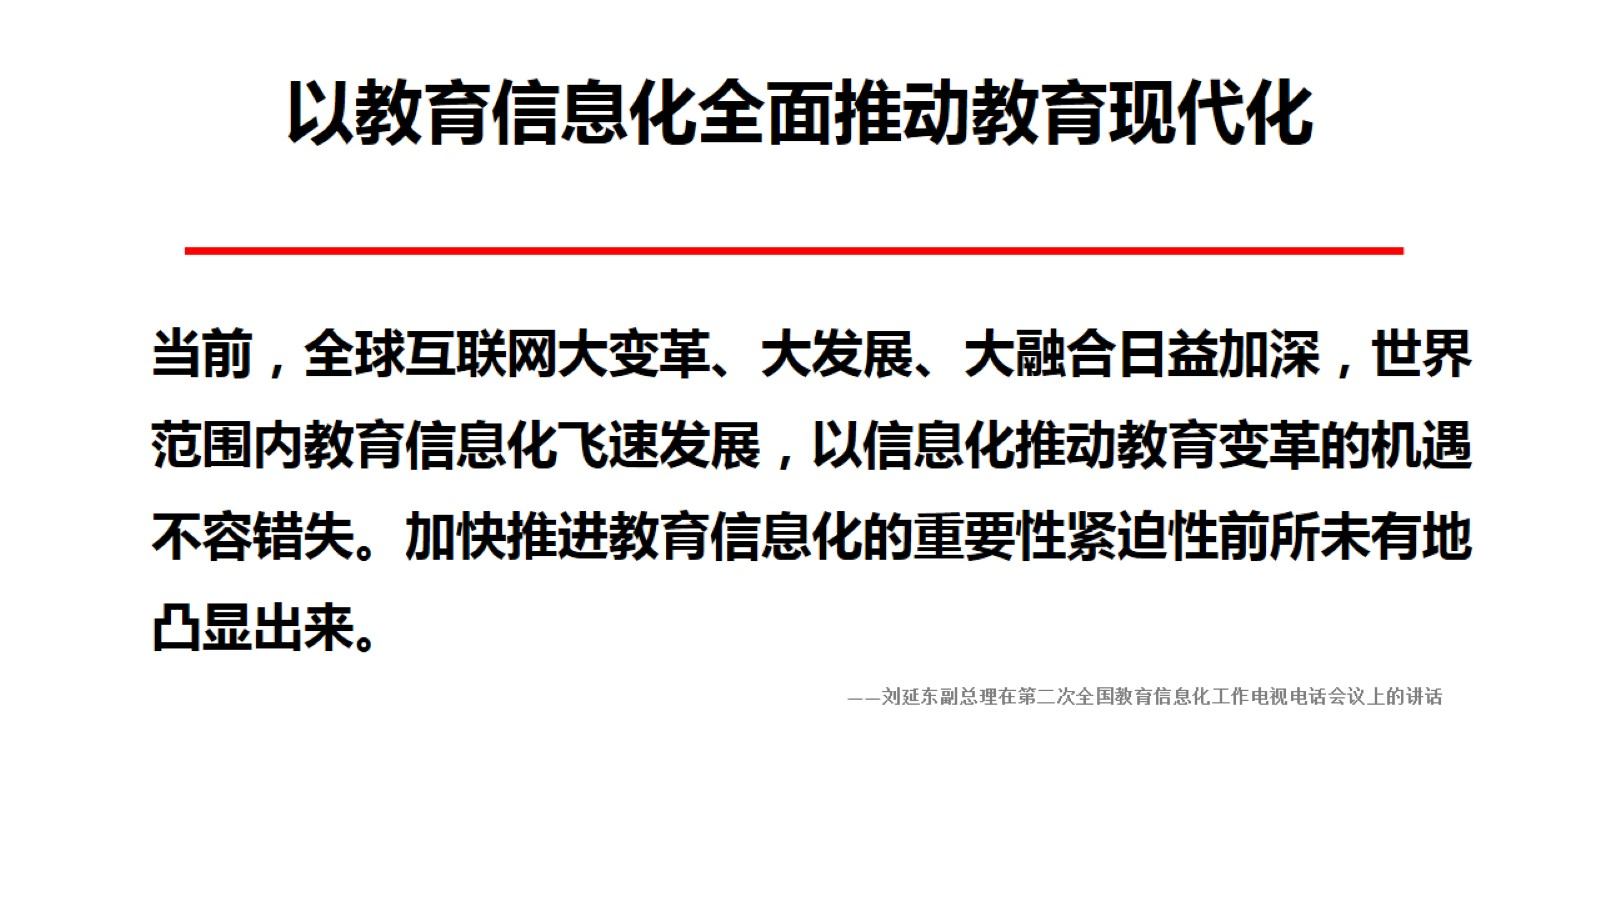 以教育信息化全面推动教育现代化
当前，全球互联网大变革、大发展、大融合日益加深，世界
范围内教育信息化飞速发展，以信息化推动教育变革的机遇
不容错失。加快推进教育信息化的重要性紧迫性前所未有地
凸显出来。
——刘延东副总理在第二次全国教育信息化工作电视电话会议上的讲话